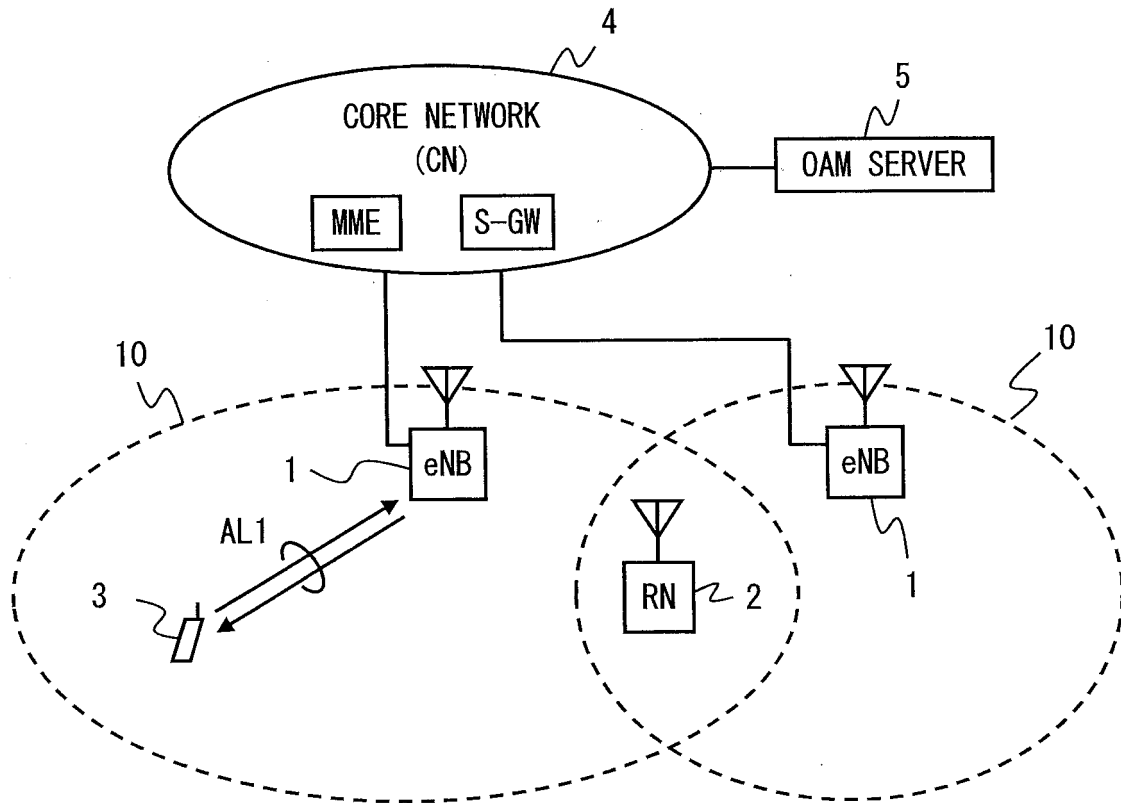 4
CORE NETWORK
(CN)
MME
S-GW
5
OAM SERVER
10
10
eNB
1
eNB
1
AL1
3
RN
2